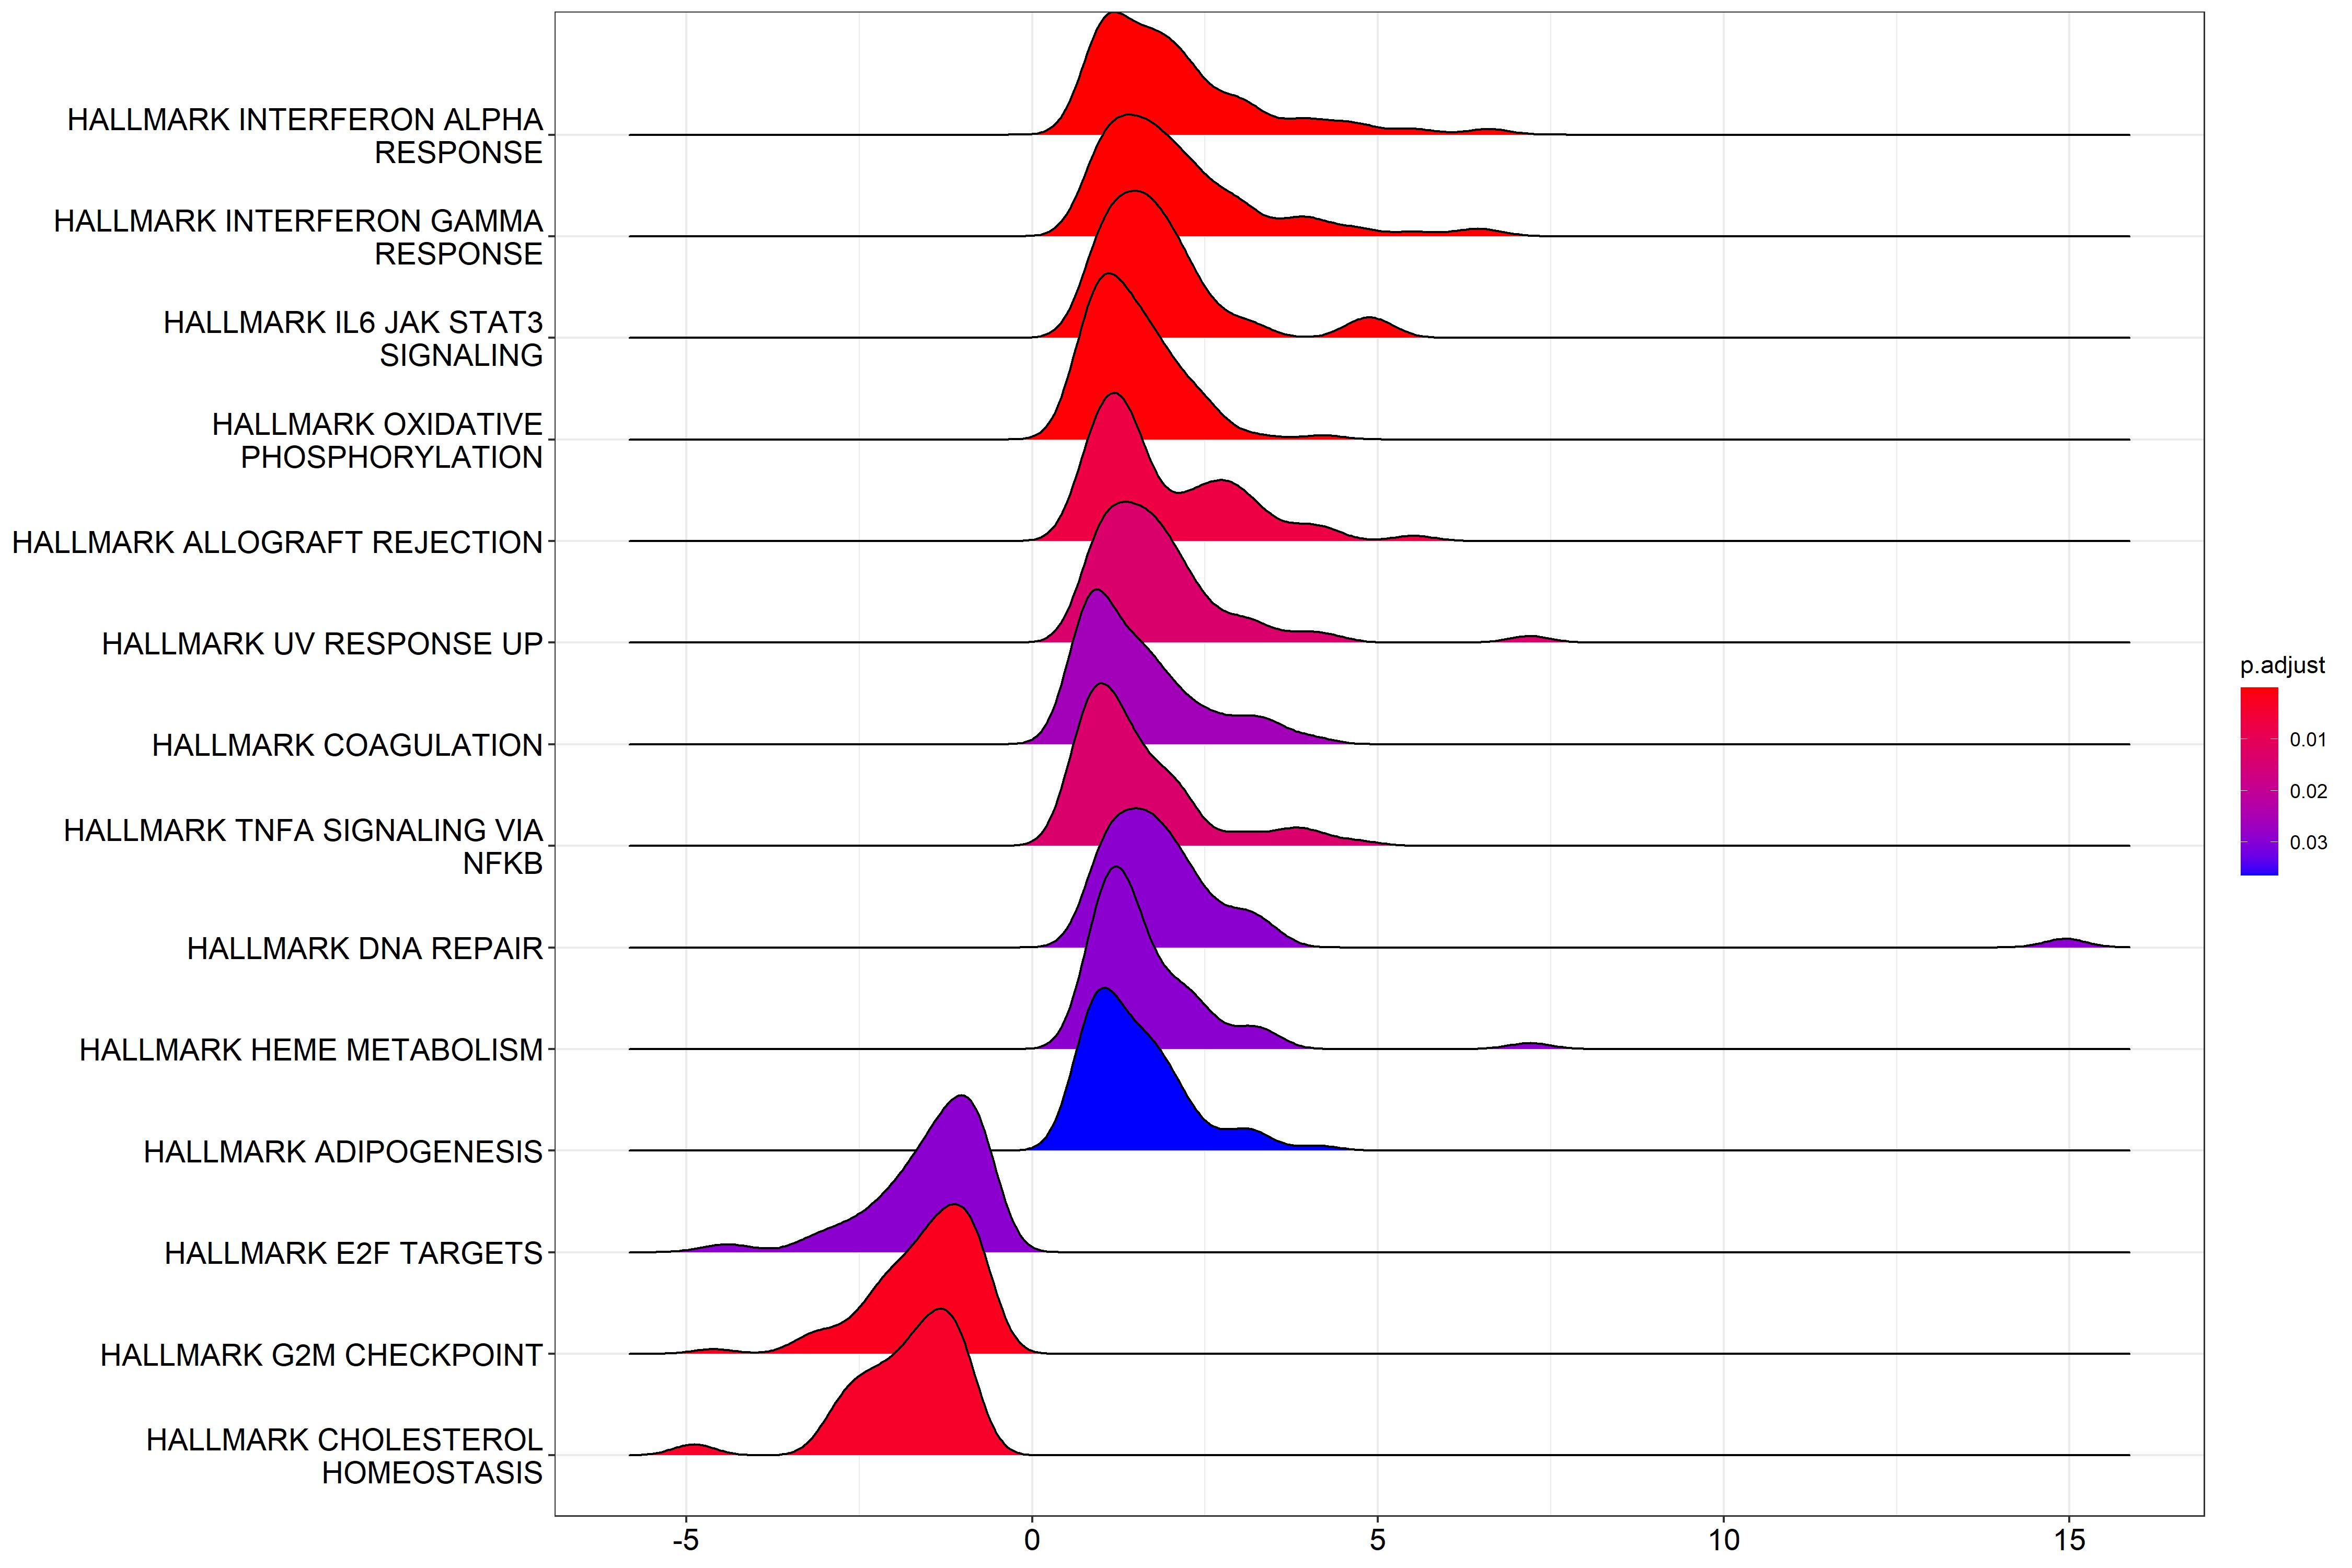 HALLMARK INTERFERON ALPHA
RESPONSE
HALLMARK INTERFERON GAMMA
RESPONSE
HALLMARK IL6 JAK STAT3
SIGNALING
HALLMARK OXIDATIVE
PHOSPHORYLATION
HALLMARK ALLOGRAFT REJECTION
HALLMARK UV RESPONSE UP
HALLMARK COAGULATION
HALLMARK TNFA SIGNALING VIA
NFKB
HALLMARK DNA REPAIR
HALLMARK HEME METABOLISM
HALLMARK ADIPOGENESIS
HALLMARK E2F TARGETS
HALLMARK G2M CHECKPOINT
HALLMARK CHOLESTEROL
HOMEOSTASIS
-5 0 5 10 15
p.adjust
0.01
0.02
0.03